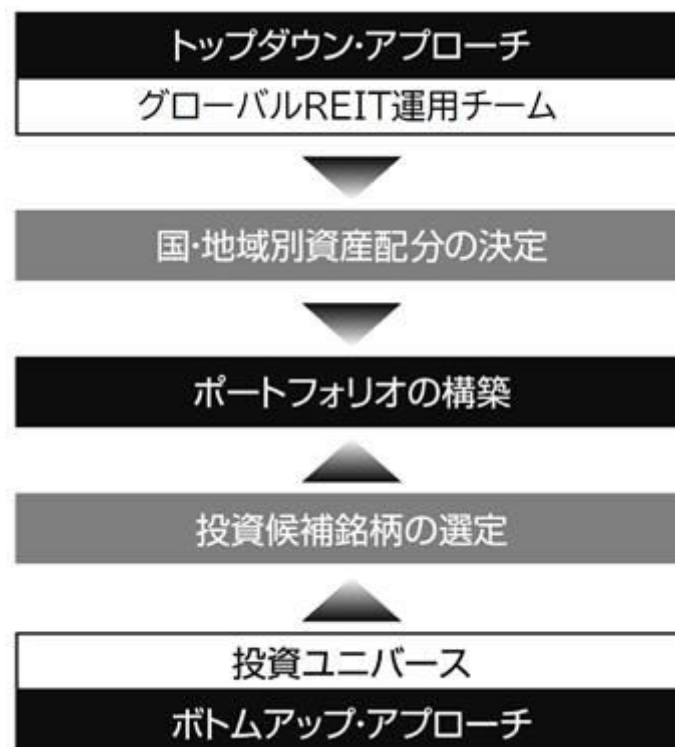 トップダウン・アプローチ
グローバルREIT運用チーム
国・地域別資産配分の決定
ポートフォリオの構築
投資候補銘柄の選定
投資ユニバース
ボトムアップ・アプローチ